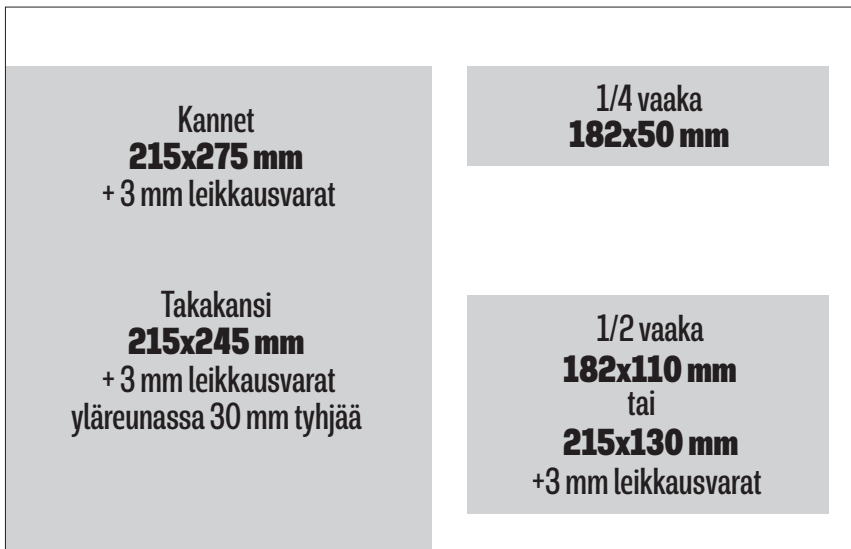 Kannet
215x275 mm
+ 3 mm leikkausvarat
Takakansi
215x245 mm
+ 3 mm leikkausvarat
yläreunassa 30 mm tyhjää
1/4 vaaka
182x50 mm
1/2 vaaka
182x110 mm
tai
215x130 mm
+3 mm leikkausvarat